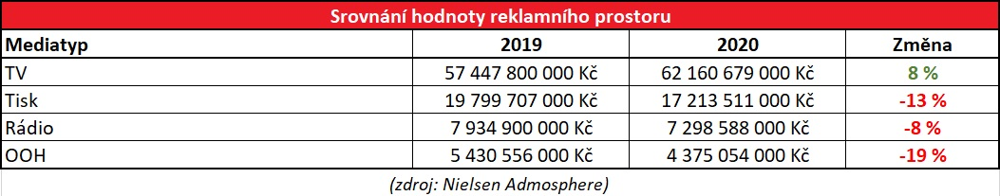 Srovnání hodnoty reklamního prostoru
Mediatyp 2019 2020 Změna
TV 57 447 800 000 Kč 62 160 679 000 Kč 8 %
Tisk 19 799 707 000 Kč 17 213 511 000 Kč -13 %
Rádio 7 934 900 000 Kč 7 298 588 000 Kč -8 %
OOH 5 430 556 000 Kč 4 375 054 000 Kč -19 %
(zdroj: Nielsen Admosphere)